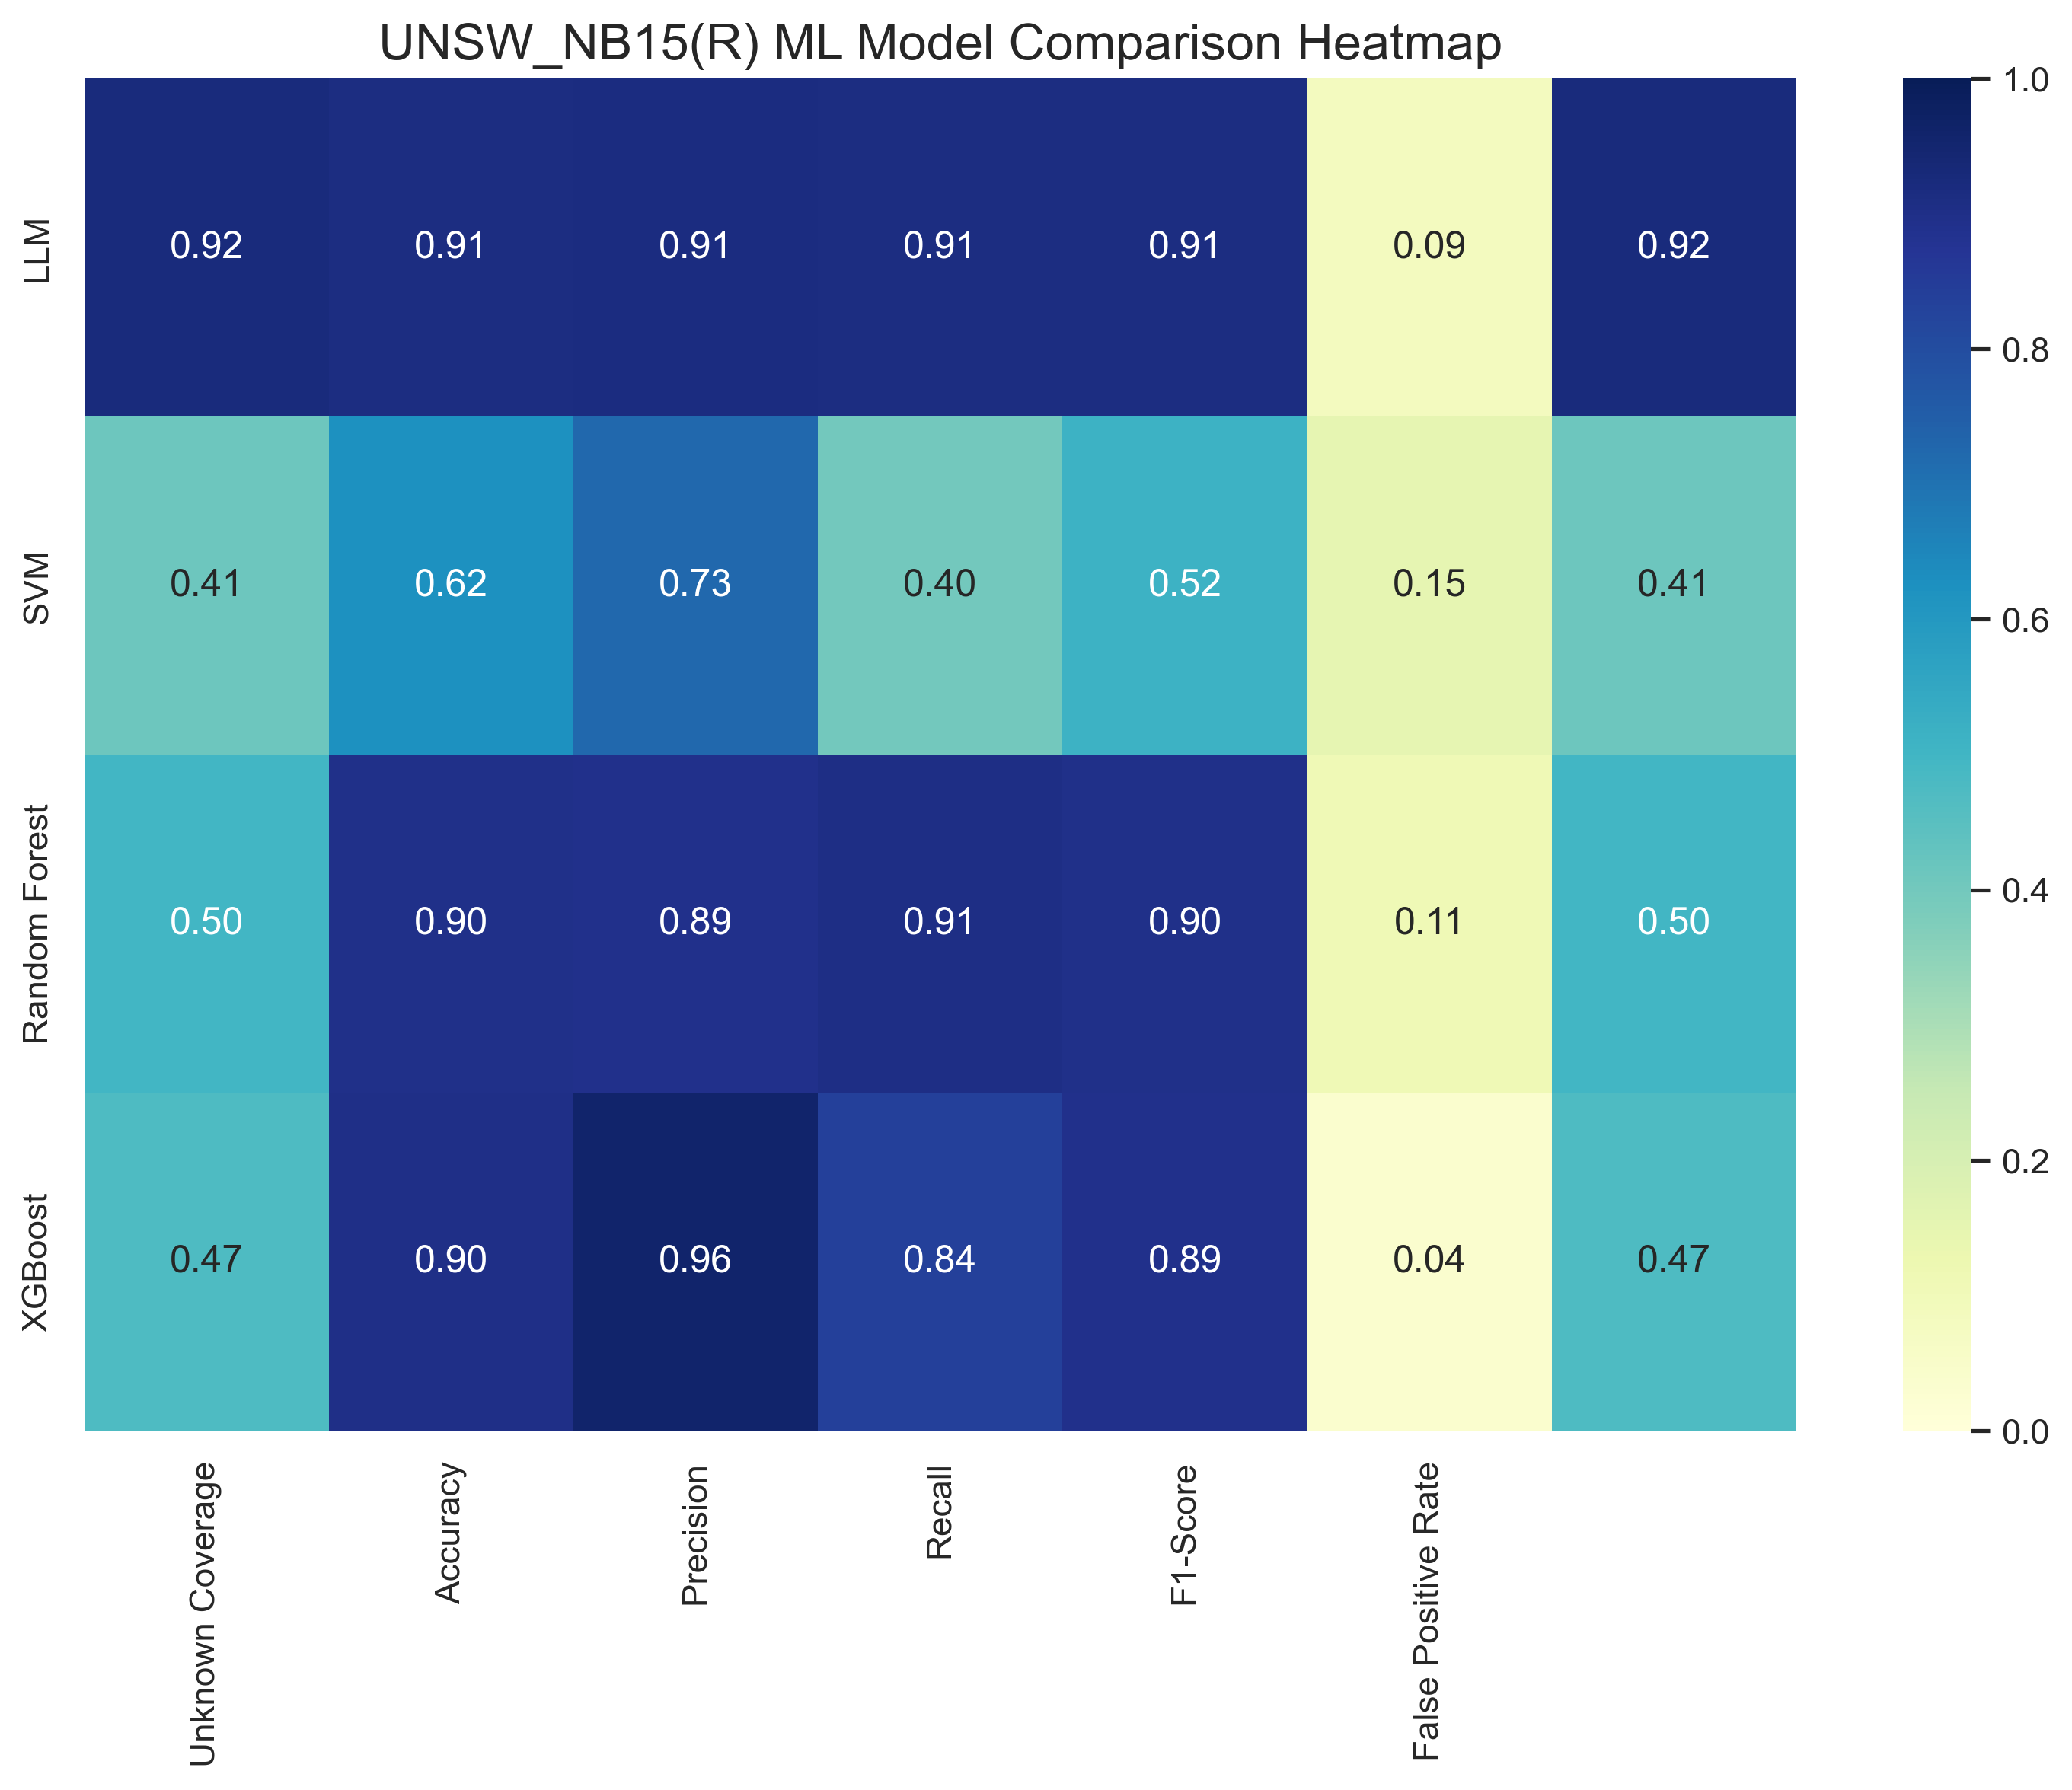 UNSW_NB15(R) ML Model Comparison Heatmap
LLM
0.92 0.91 0.91 0.91 0.91 0.09 0.92
SVM
0.41 0.62 0.73 0.40 0.52 0.15 0.41
Random Forest
0.50 0.90 0.89 0.91 0.90 0.11 0.50
XGBoost
0.47 0.90 0.96 0.84 0.89 0.04 0.47
Unknown Coverage
Accuracy
Precision
Recall
F1-Score
False Positive Rate
1.0
0.8
0.6
0.4
0.2
0.0